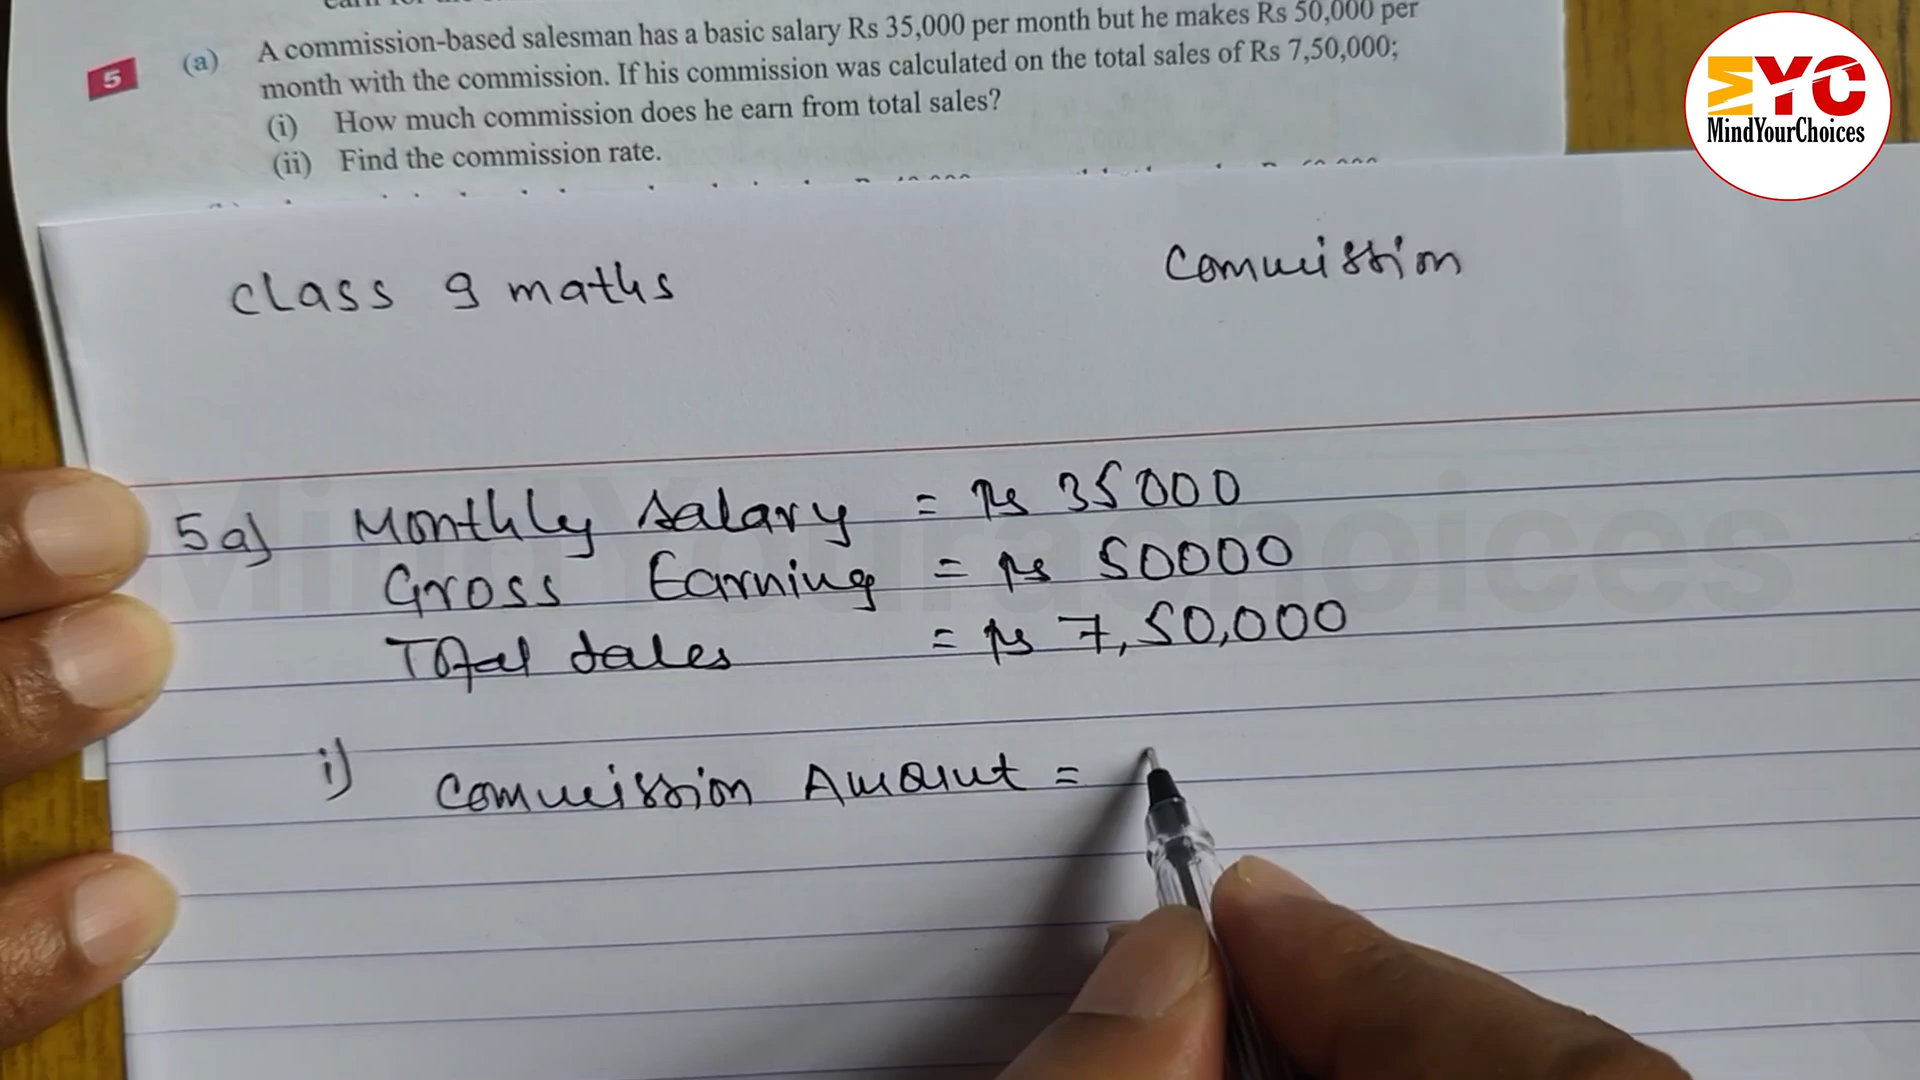 5 (a) A commission-based salesman has a basic salary Rs 35,000 per month but he makes Rs 50,000 per
month with the commission. If his commission was calculated on the total sales of Rs 7,50,000;
(i) How much commission does he earn from total sales?
(ii) Find the commission rate.
MYC
MindYourChoices
Class 9 maths
Commission
5a) Monthly salary = Rs 35000
Gross Earning = Rs 50000
Total sales = Rs 7,50,000
i) Commission Amount =
MindYourchoices